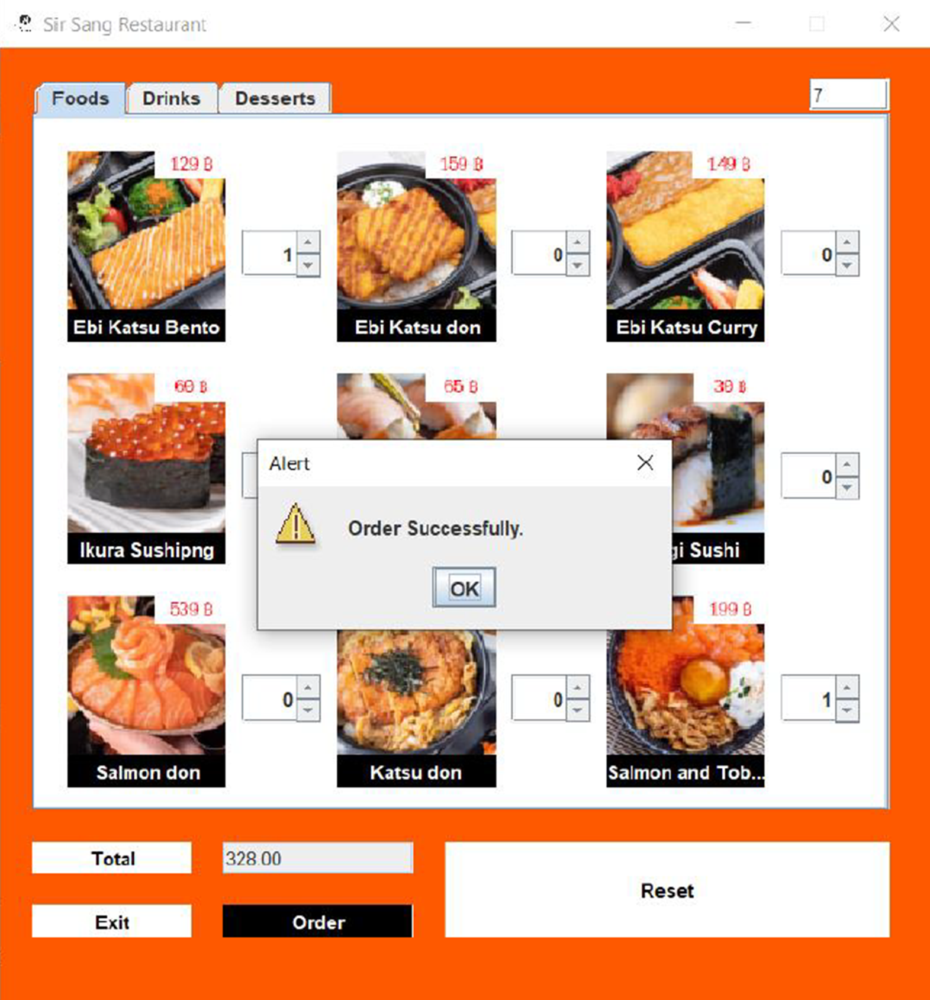 Sir Sang Restaurant
Foods Drinks Desserts 7
129 ฿ 159 ฿ 149 ฿
1 0 0
Ebi Katsu Bento Ebi Katsu don Ebi Katsu Curry
65 ฿
Alert
0
Order Successfully.
Ikura Sushipng gi Sushi
OK
539 ฿ 199 ฿
0 0 1
Salmon don Katsu don Salmon and Tob...
Total 328.00
Reset
Exit Order